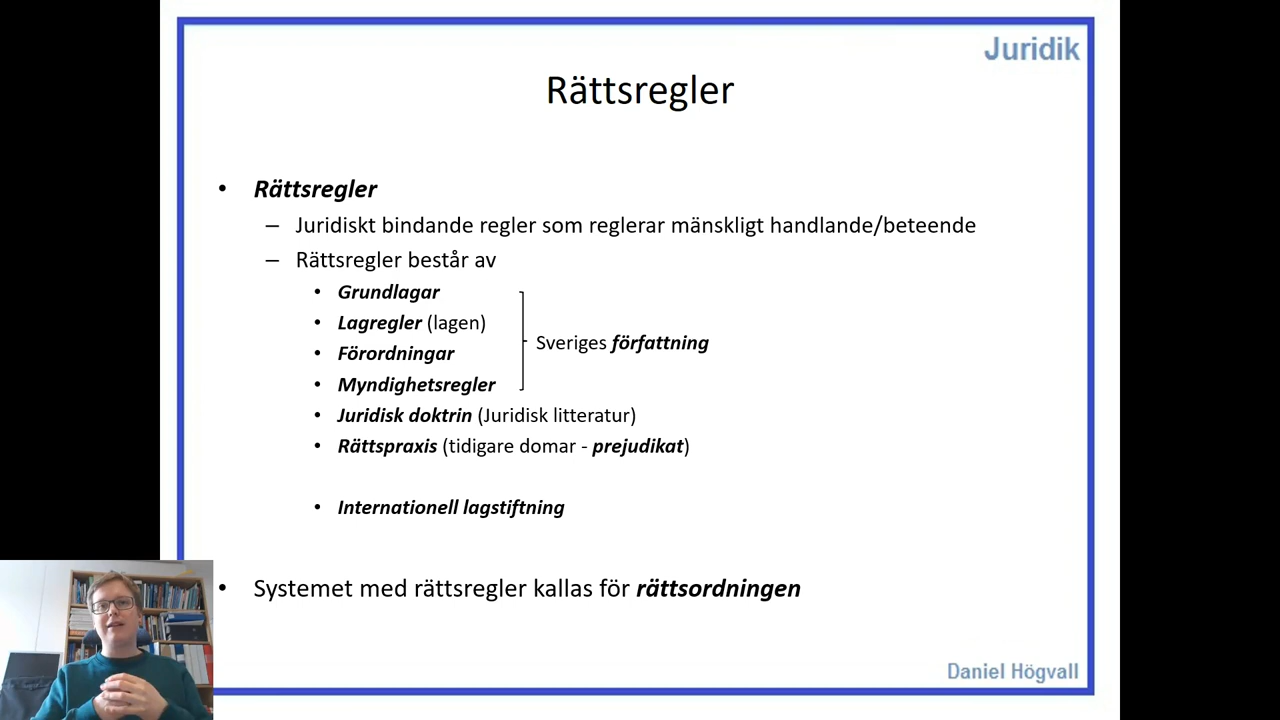 Juridik
Rättsregler
• Rättsregler
– Juridiskt bindande regler som reglerar mänskligt handlande/beteende
– Rättsregler består av
• Grundlagar
• Lagregler (lagen)
• Förordningar
Sveriges författning
• Myndighetsregler
• Juridisk doktrin (Juridisk litteratur)
• Rättspraxis (tidigare domar - prejudikat)
• Internationell lagstiftning
• Systemet med rättsregler kallas för rättsordningen
Daniel Högvall